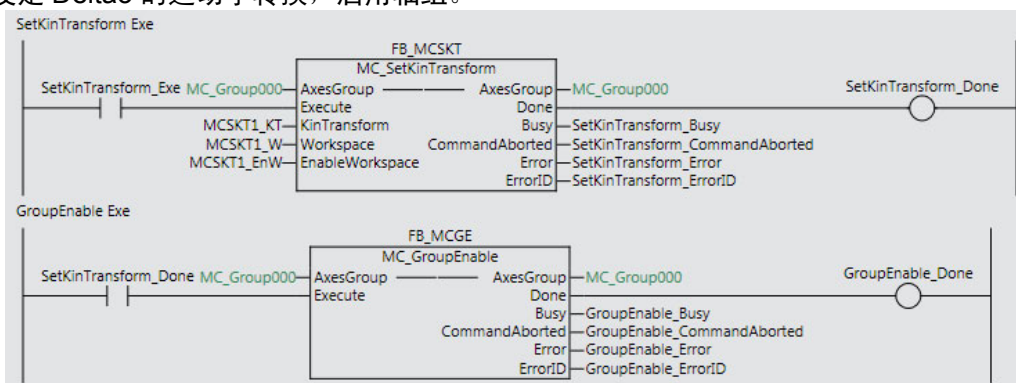 SetKinTransform Exe
FB_MCSKT
MC_SetKinTransform
SetKinTransform_Exe MC_Group000 AxesGroup AxesGroup MC_Group000 SetKinTransform_Done
Execute Done
MCSKT1_KT KinTransform Busy SetKinTransform_Busy
MCSKT1_W Workspace CommandAborted SetKinTransform_CommandAborted
MCSKT1_EnW EnableWorkspace Error SetKinTransform_Error
ErrorID SetKinTransform_ErrorID
GroupEnable Exe
FB_MCGE
MC_GroupEnable
SetKinTransform_Done MC_Group000 AxesGroup AxesGroup MC_Group000 GroupEnable_Done
Execute Done
Busy GroupEnable_Busy
CommandAborted GroupEnable_CommandAborted
Error GroupEnable_Error
ErrorID GroupEnable_ErrorID